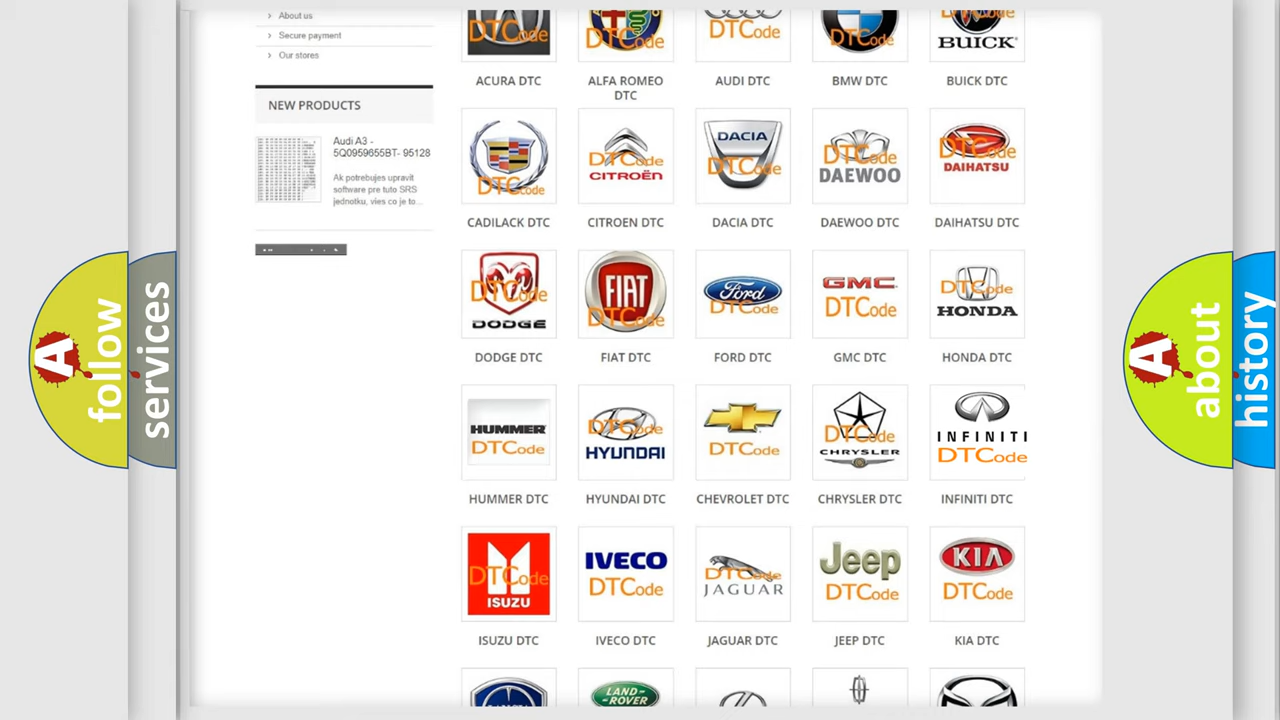 About us
Secure payment
Our stores
NEW PRODUCTS
Audi A3 -
5Q0959655BT- 95128
Ak potrebujes upravit
software pre tuto SRS
jednotku, vies co je to...
DTCode
DTCode
DTCode
DTCode
BUICK
ACURA DTC
ALFA ROMEO
DTC
AUDI DTC
BMW DTC
BUICK DTC
DTCode
DTCode
CITROËN
DACIA
DTCode
DTCode
DAEWOO
DTCode
DAIHATSU
CADILACK DTC
CITROEN DTC
DACIA DTC
DAEWOO DTC
DAIHATSU DTC
DTCode
DODGE
FIAT
DTCode
Ford
DTCode
GMC
DTCode
DTCode
HONDA
DODGE DTC
FIAT DTC
FORD DTC
GMC DTC
HONDA DTC
HUMMER
DTCode
DTCode
HYUNDAI
DTCode
DTCode
CHRYSLER
INFINITI
DTCode
HUMMER DTC
HYUNDAI DTC
CHEVROLET DTC
CHRYSLER DTC
INFINITI DTC
DTCode
ISUZU
IVECO
DTCode
DTCode
JAGUAR
Jeep
DTCode
KIA
DTCode
ISUZU DTC
IVECO DTC
JAGUAR DTC
JEEP DTC
KIA DTC
LAND-
ROVER
A
follow
services
A
about
history